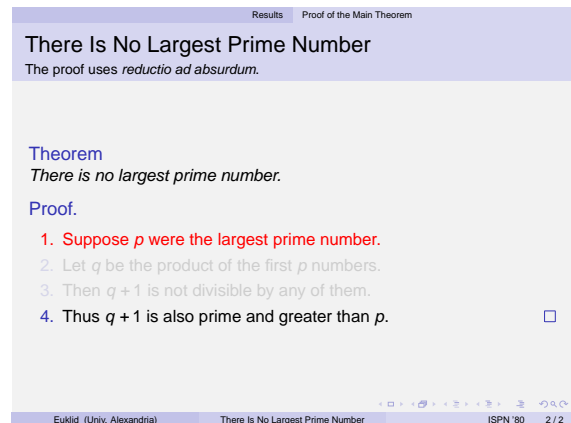 Results Proof of the Main Theorem
There Is No Largest Prime Number
The proof uses reductio ad absurdum.
Theorem
There is no largest prime number.
Proof.
1. Suppose p were the largest prime number.
2. Let q be the product of the first p numbers.
3. Then q + 1 is not divisible by any of them.
4. Thus q + 1 is also prime and greater than p.
Euklid (Univ. Alexandria) There Is No Largest Prime Number ISPN '80 2 / 2